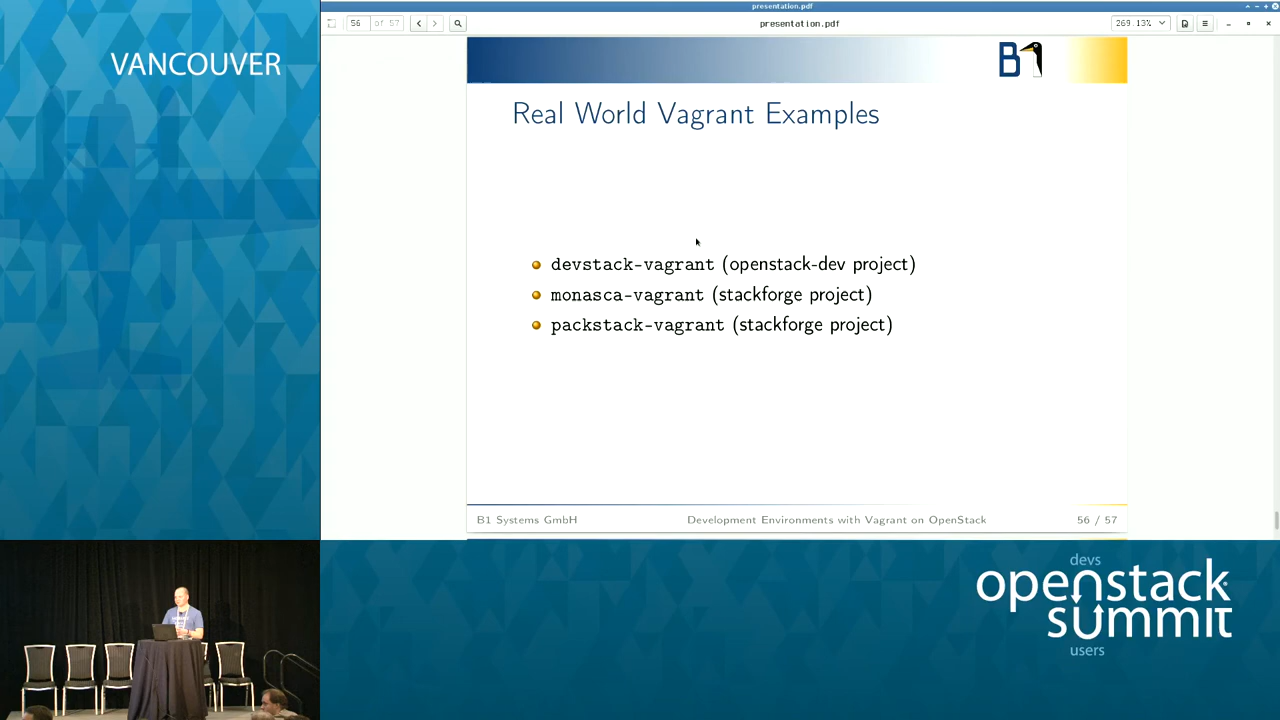 VANCOUVER
presentation.pdf
56 of 57
presentation.pdf
269.13%
B1
Real World Vagrant Examples
devstack-vagrant (openstack-dev project)
monasca-vagrant (stackforge project)
packstack-vagrant (stackforge project)
B1 Systems GmbH
Development Environments with Vagrant on OpenStack
56 / 57
devs
openstack
summit
users